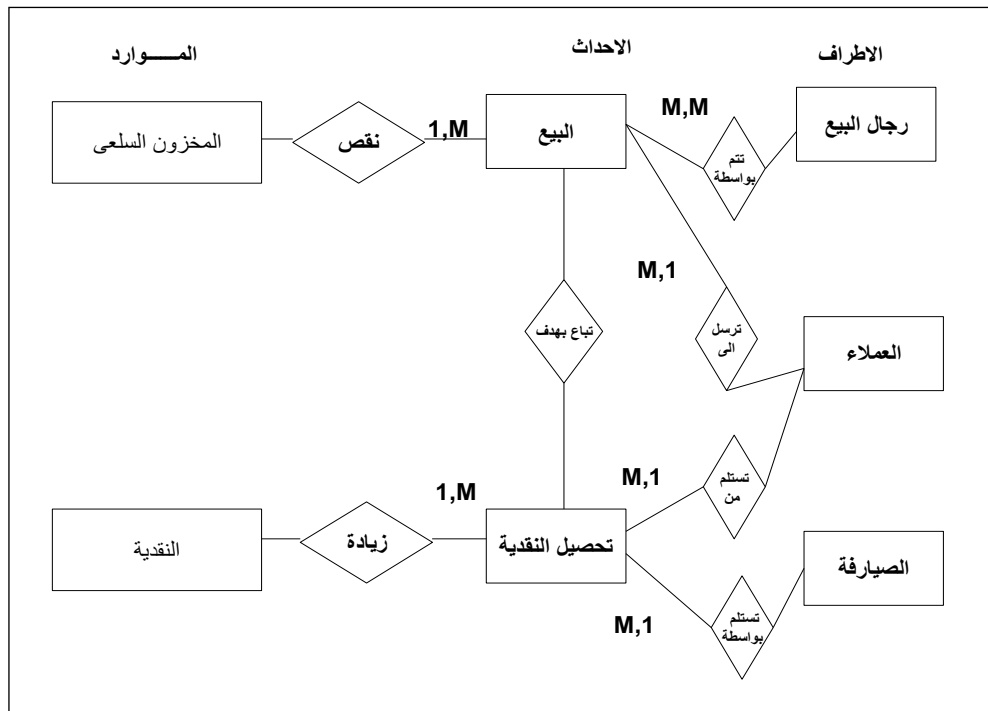 الاطراف
الاحداث
المـــــوارد
رجال البيع
M,M
البيع
1,M
نقص
المخزون السلعى
تتم
بواسطة
M,1
ترسل
الى
العملاء
تباع بهدف
تستلم
من
M,1
1,M
الصيارفة
تحصيل النقدية
زيادة
النقدية
تستلم
بواسطة
M,1